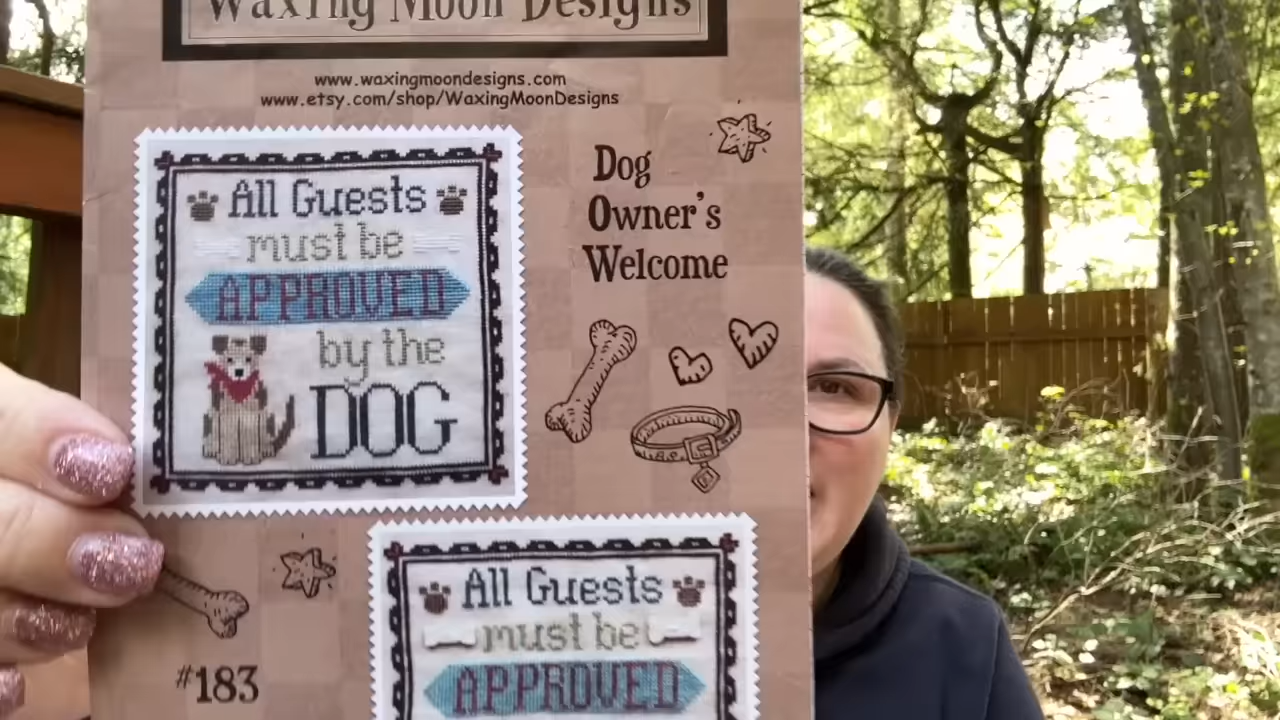 Waxing Moon Designs
www.waxingmoondesigns.com
www.etsy.com/shop/WaxingMoonDesigns
All Guests
must be
APPROVED
by the
DOG
Dog
Owner's
Welcome
#183
All Guests
must be
APPROVED